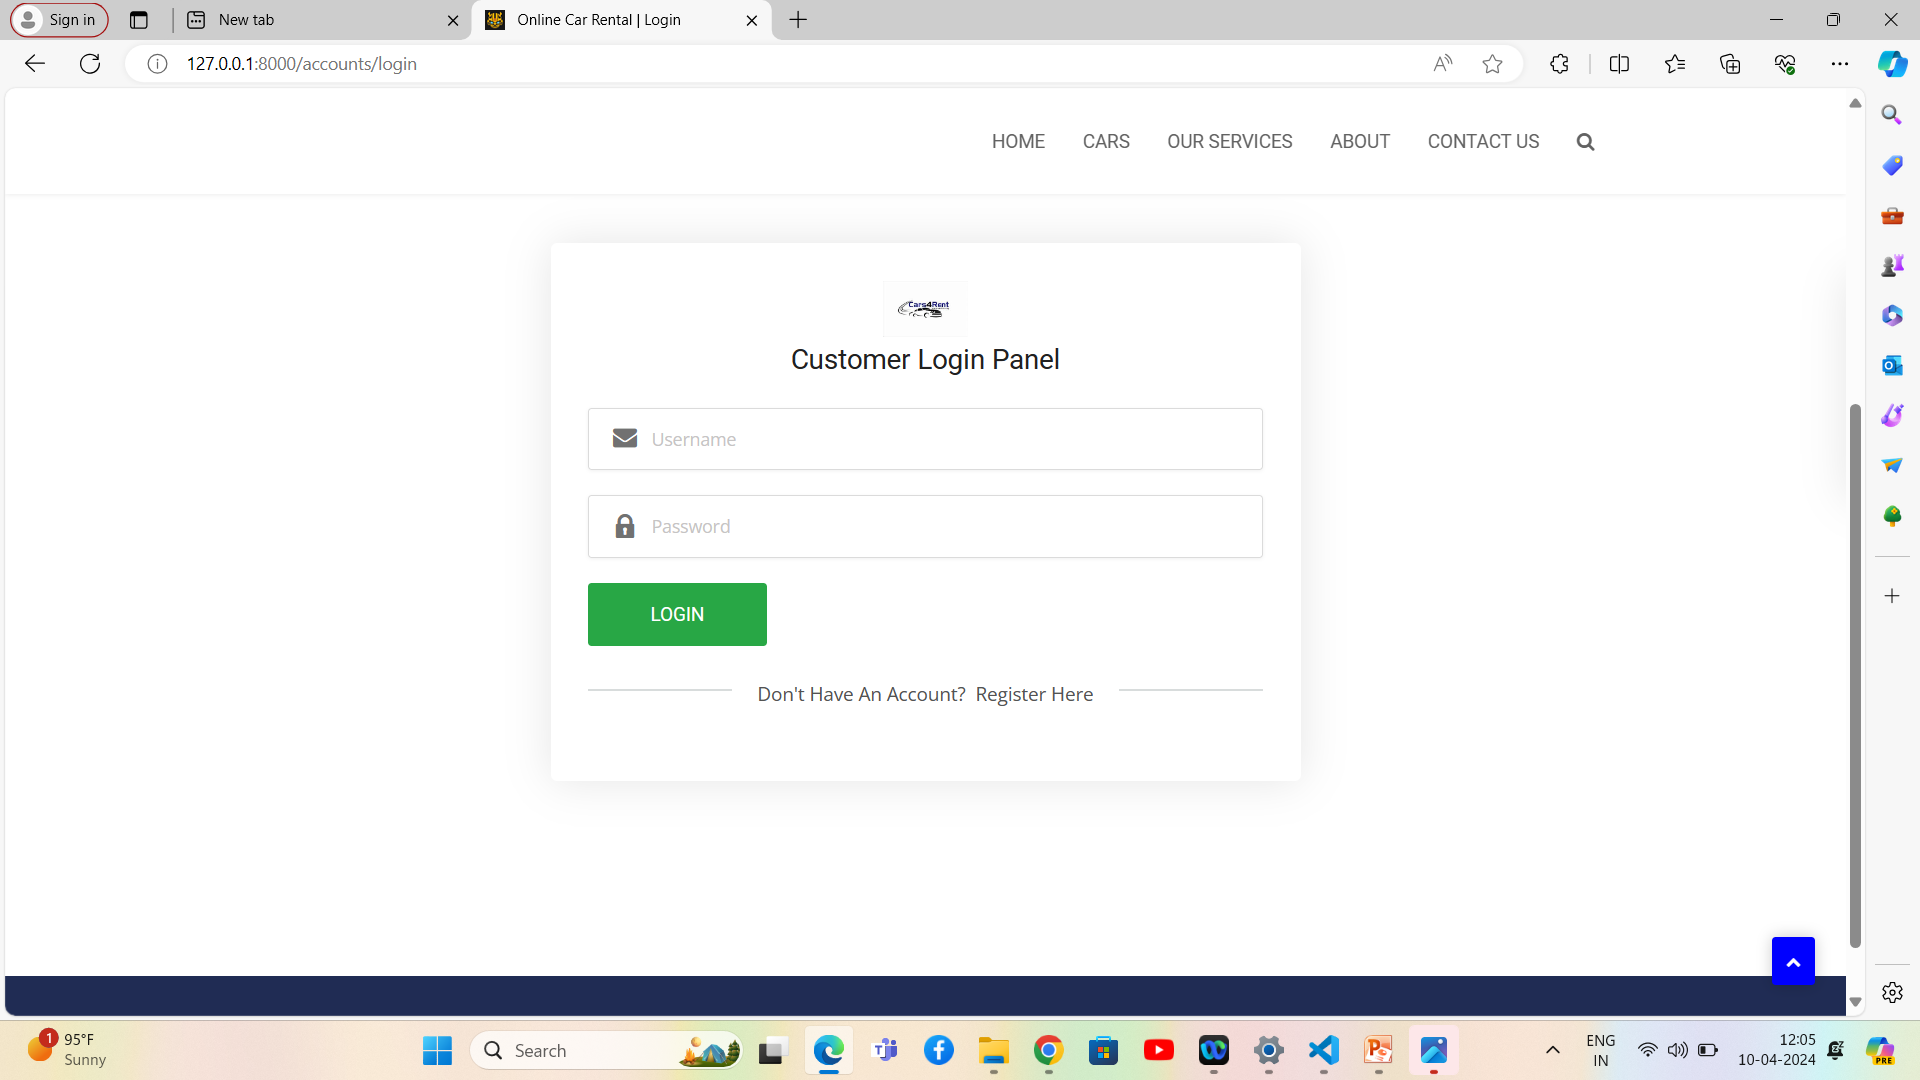 Sign in
New tab
Online Car Rental | Login
127.0.0.1:8000/accounts/login
HOME
CARS
OUR SERVICES
ABOUT
CONTACT US
Cars4Rent
Customer Login Panel
Username
Password
LOGIN
Don't Have An Account? Register Here
1
95°F
Sunny
Search
ENG
IN
12:05
10-04-2024
PRE